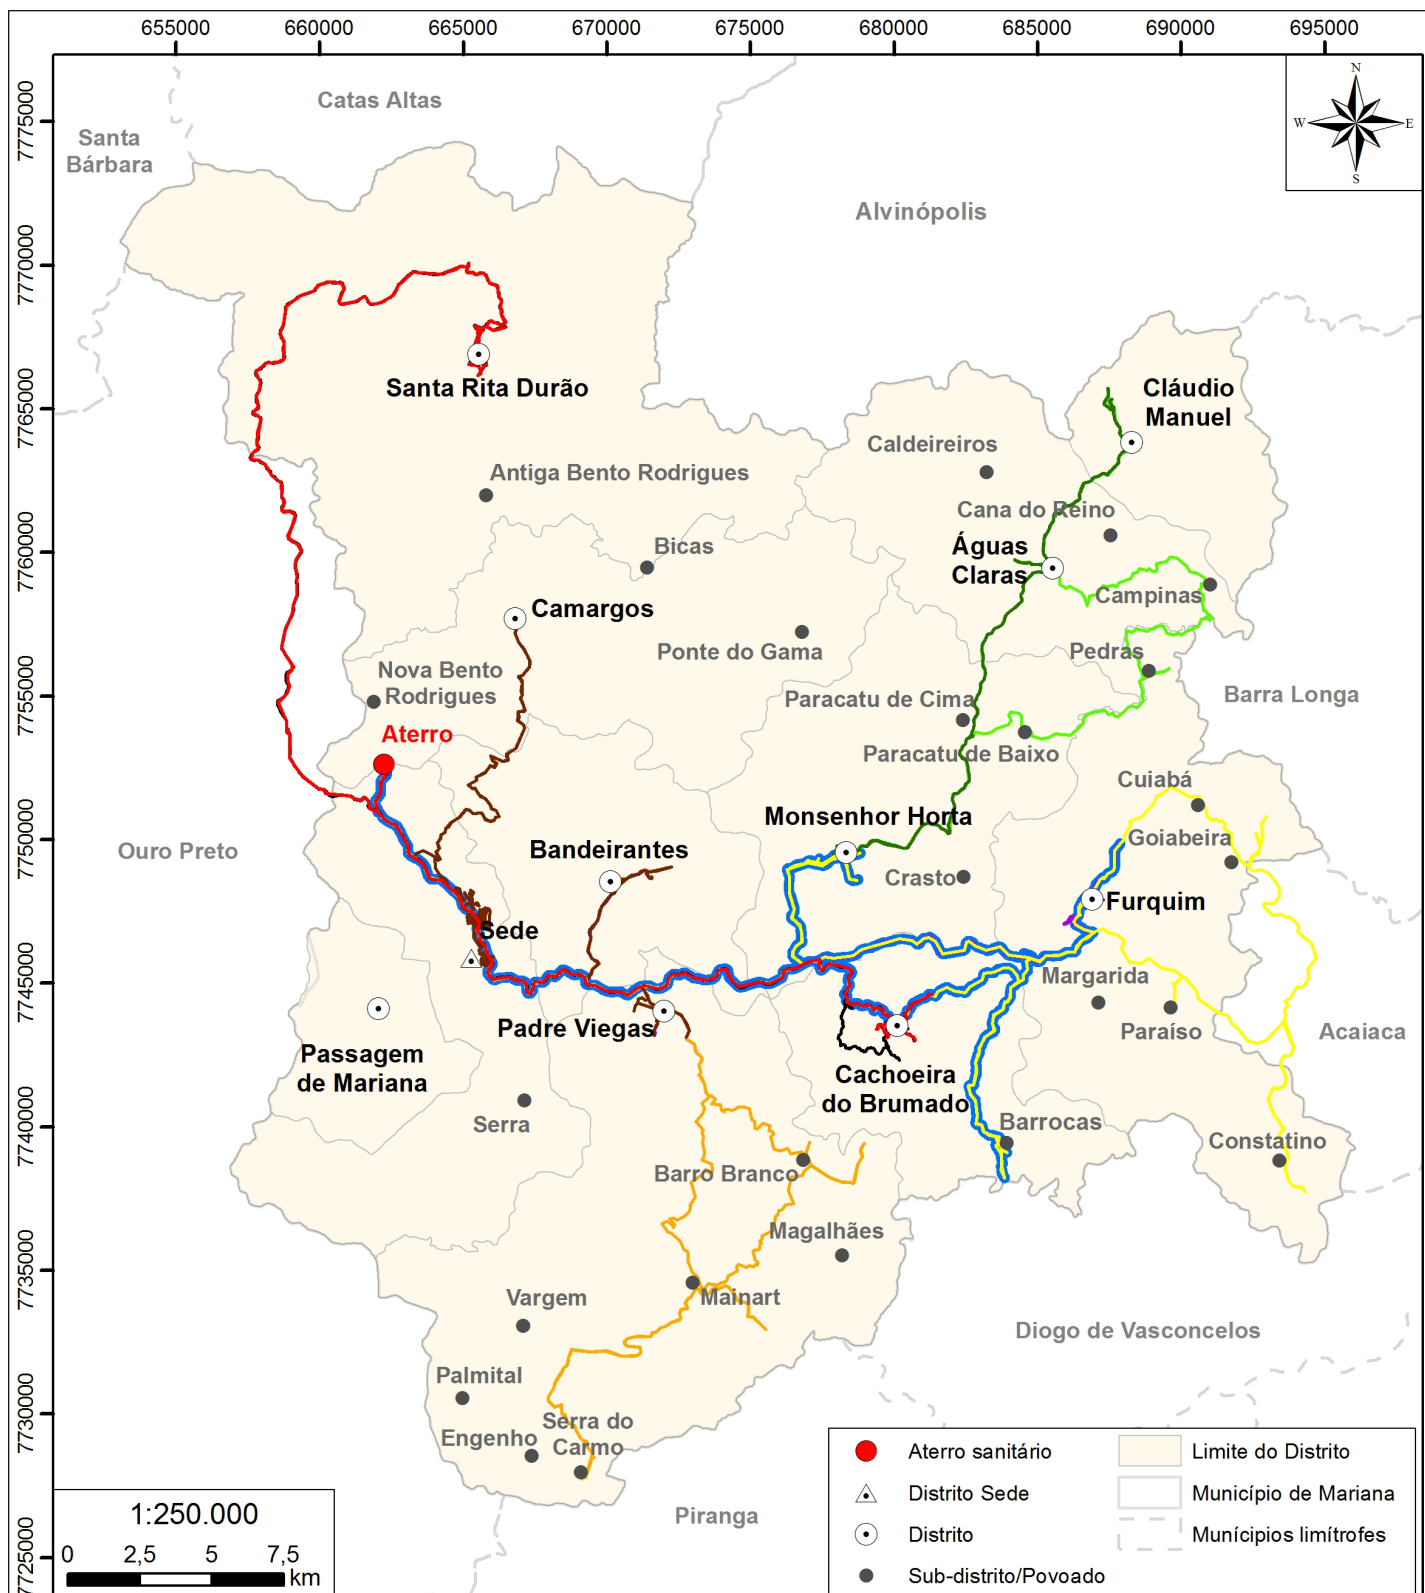 655000 660000 665000 670000 675000 680000 685000 690000 695000
7775000
7770000
7765000
7760000
7755000
7750000
7745000
7740000
7735000
7730000
7725000
N
W E
S
Catas Altas
Santa
Bárbara
Alvinópolis
Santa Rita Durão
Cláudio
Manuel
Caldeireiros
Antiga Bento Rodrigues
Cana do Reino
Bicas
Águas
Claras
Campinas
Camargos
Ponte do Gama
Pedras
Nova Bento
Rodrigues
Paracatu de Cima
Barra Longa
Aterro
Paracatu de Baixo
Cuiabá
Monsenhor Horta
Goiabeira
Ouro Preto
Bandeirantes
Crasto
Furquim
Sede
Margarida
Padre Viegas
Paraíso
Acaiaca
Passagem
de Mariana
Cachoeira
do Brumado
Serra
Barrocas
Constatino
Barro Branco
Magalhães
Vargem
Mainart
Diogo de Vasconcelos
Palmital
Serra do
Carmo
Engenho
Piranga
1:250.000
0 2,5 5 7,5
km
Aterro sanitário
Distrito Sede
Distrito
Sub-distrito/Povoado
Limite do Distrito
Município de Mariana
Munícipios limítrofes